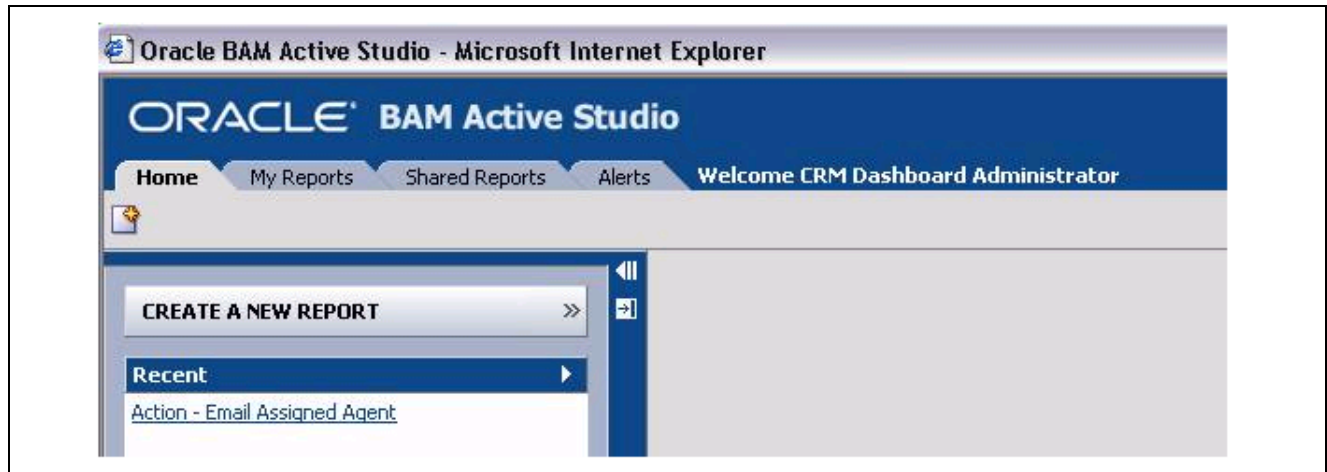 Oracle BAM Active Studio - Microsoft Internet Explorer
ORACLE BAM Active Studio
Home My Reports Shared Reports Alerts Welcome CRM Dashboard Administrator
CREATE A NEW REPORT »
Recent
Action - Email Assigned Agent